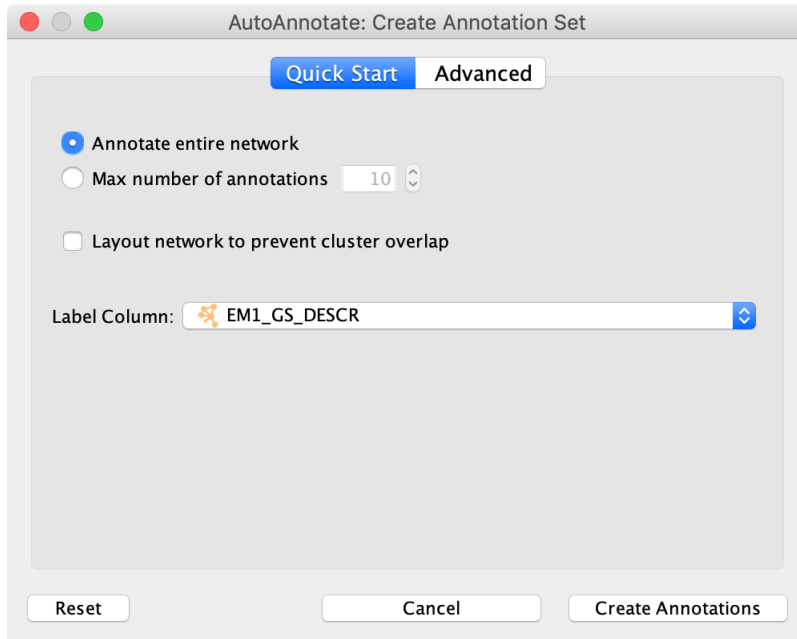 AutoAnnotate: Create Annotation Set
Quick Start Advanced
Annotate entire network
Max number of annotations 10
Layout network to prevent cluster overlap
Label Column: EM1_GS_DESCR
Reset Cancel Create Annotations